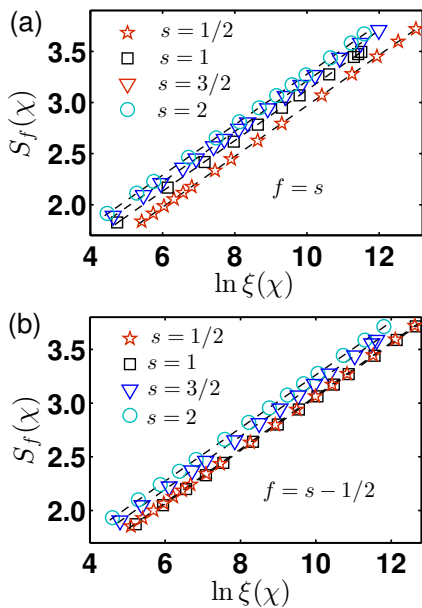 (a)
3.5
3.0
2.5
2.0
S_f(χ)
s = 1/2
s = 1
s = 3/2
s = 2
f = s
4 6 8 10 12
ln ξ(χ)
(b)
3.5
3.0
2.5
2.0
S_f(χ)
s = 1/2
s = 1
s = 3/2
s = 2
f = s − 1/2
4 6 8 10 12
ln ξ(χ)